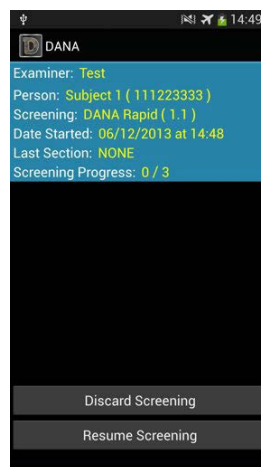 14:49
DANA
Examiner: Test
Person: Subject 1 ( 111223333 )
Screening: DANA Rapid ( 1.1 )
Date Started: 06/12/2013 at 14:48
Last Section: NONE
Screening Progress: 0 / 3
Discard Screening
Resume Screening